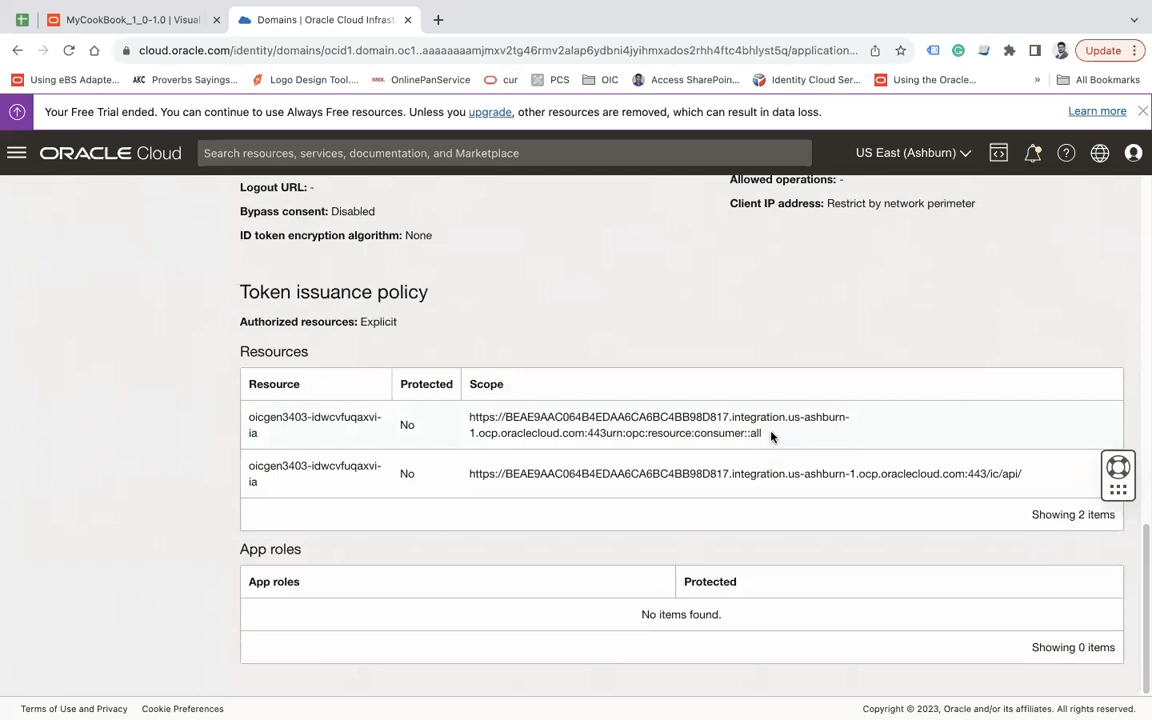 MyCookBook_1_0-1.0 | Visual
Domains | Oracle Cloud Infrast
cloud.oracle.com/identity/domains/ocid1.domain.oc1..aaaaaaaamjmxv2tg46rmv2alap6ydbni4jyihmxados2rhh4ftc4bhlyst5q/application...
Update
Using eBS Adapte...
AKC Proverbs Sayings...
Logo Design Tool....
OnlinePanService
cur
PCS
OIC
Access SharePoin...
Identity Cloud Ser...
Using the Oracle...
»
All Bookmarks
Your Free Trial ended. You can continue to use Always Free resources. Unless you upgrade, other resources are removed, which can result in data loss.
Learn more
ORACLE Cloud
Search resources, services, documentation, and Marketplace
US East (Ashburn)
Logout URL: -
Allowed operations: -
Bypass consent: Disabled
Client IP address: Restrict by network perimeter
ID token encryption algorithm: None
Token issuance policy
Authorized resources: Explicit
Resources
Resource Protected Scope
oicgen3403-idwcvfuqaxvi-
ia
No
https://BEAE9AAC064B4EDAA6CA6BC4BB98D817.integration.us-ashburn-
1.ocp.oraclecloud.com:443urn:opc:resource:consumer::all
oicgen3403-idwcvfuqaxvi-
ia
No
https://BEAE9AAC064B4EDAA6CA6BC4BB98D817.integration.us-ashburn-1.ocp.oraclecloud.com:443/ic/api/
Showing 2 items
App roles
App roles Protected
No items found.
Showing 0 items
Terms of Use and Privacy
Cookie Preferences
Copyright © 2023, Oracle and/or its affiliates. All rights reserved.